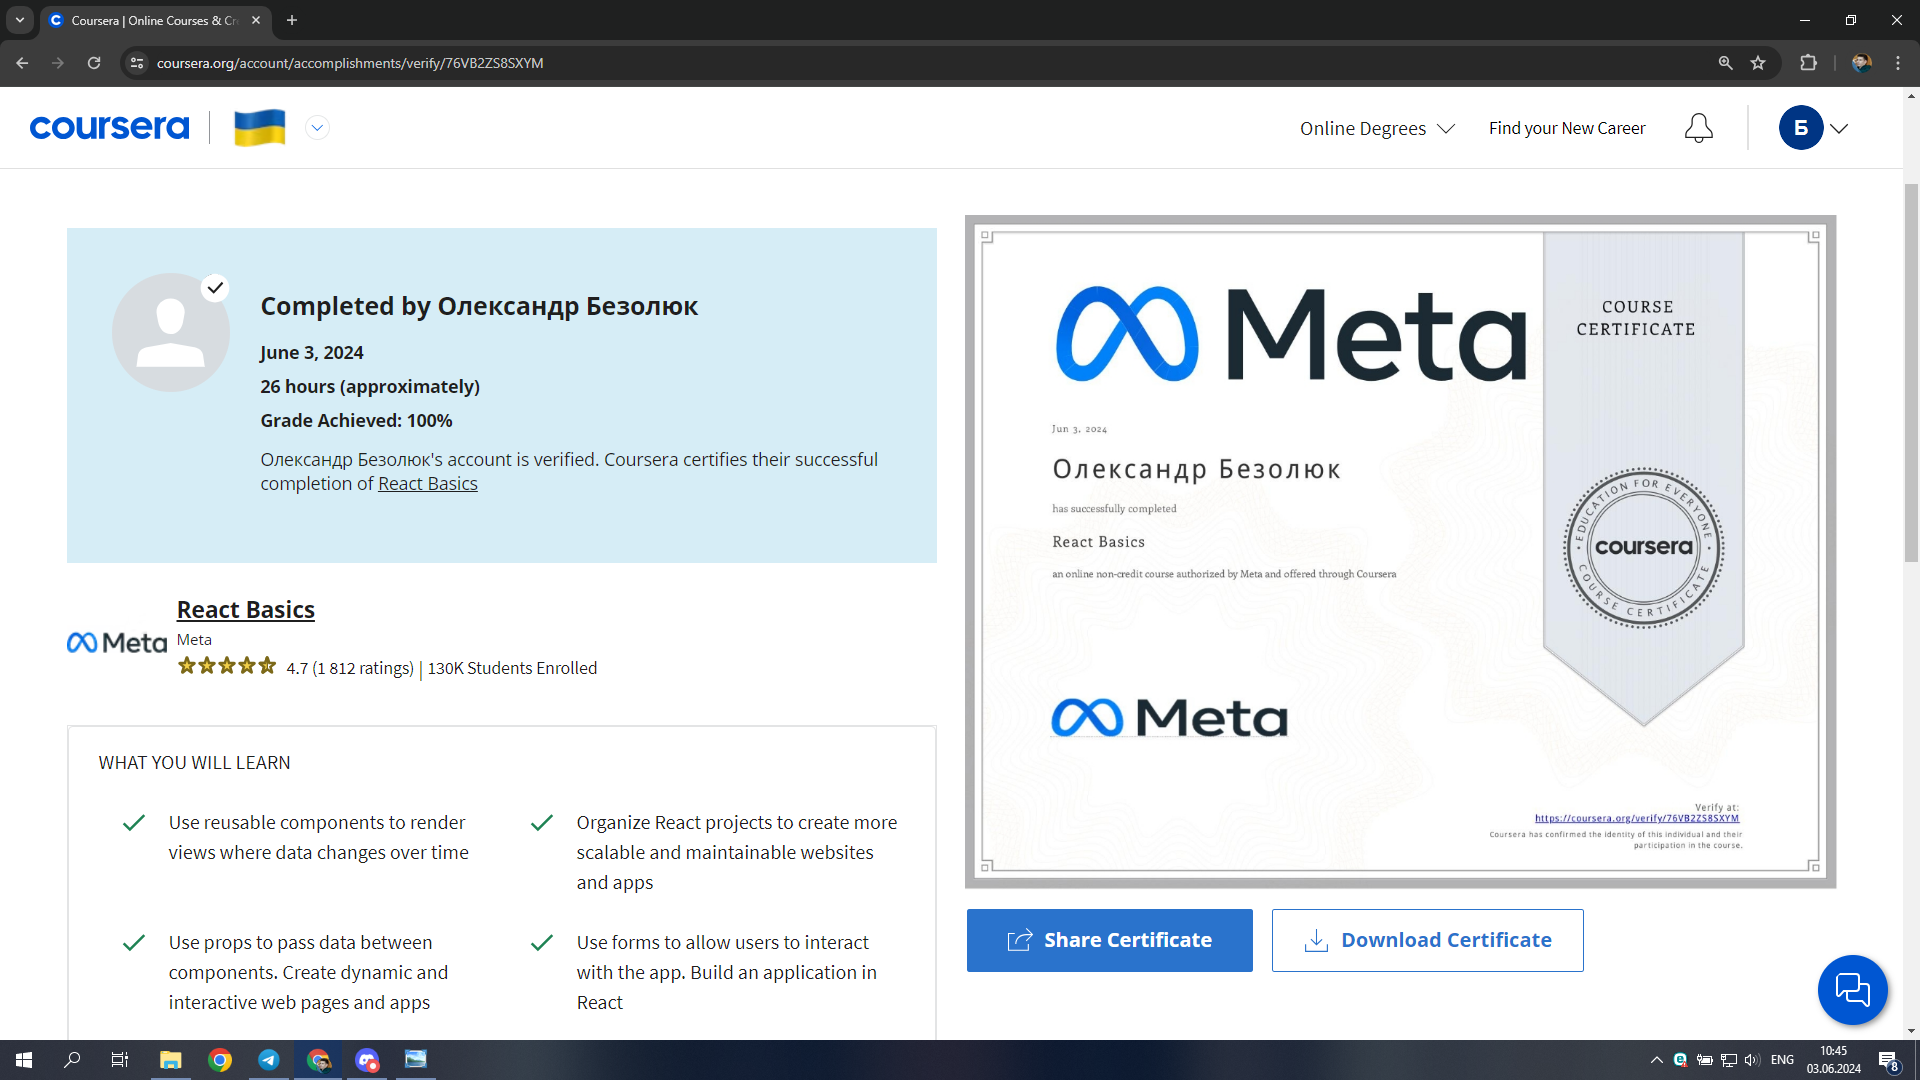 Coursera | Online Courses & Cr
coursera.org/account/accomplishments/verify/76VB2ZS8SXYM
coursera
Online Degrees
Find your New Career
Б
Completed by Олександр Безолюк
June 3, 2024
26 hours (approximately)
Grade Achieved: 100%
Олександр Безолюк's account is verified. Coursera certifies their successful
completion of React Basics
Meta
React Basics
Meta
4.7 (1 812 ratings) | 130K Students Enrolled
WHAT YOU WILL LEARN
Use reusable components to render
views where data changes over time
Organize React projects to create more
scalable and maintainable websites
and apps
Use props to pass data between
components. Create dynamic and
interactive web pages and apps
Use forms to allow users to interact
with the app. Build an application in
React
Meta
COURSE
CERTIFICATE
Jun 3, 2024
Олександр Безолюк
has successfully completed
React Basics
an online non-credit course authorized by Meta and offered through Coursera
EDUCATION FOR EVERYONE
coursera
COURSE CERTIFICATE
Meta
Verify at:
https://coursera.org/verify/76VB2ZS8SXYM
Coursera has confirmed the identity of this individual and their
participation in the course.
Share Certificate
Download Certificate
ENG
10:45
03.06.2024
8